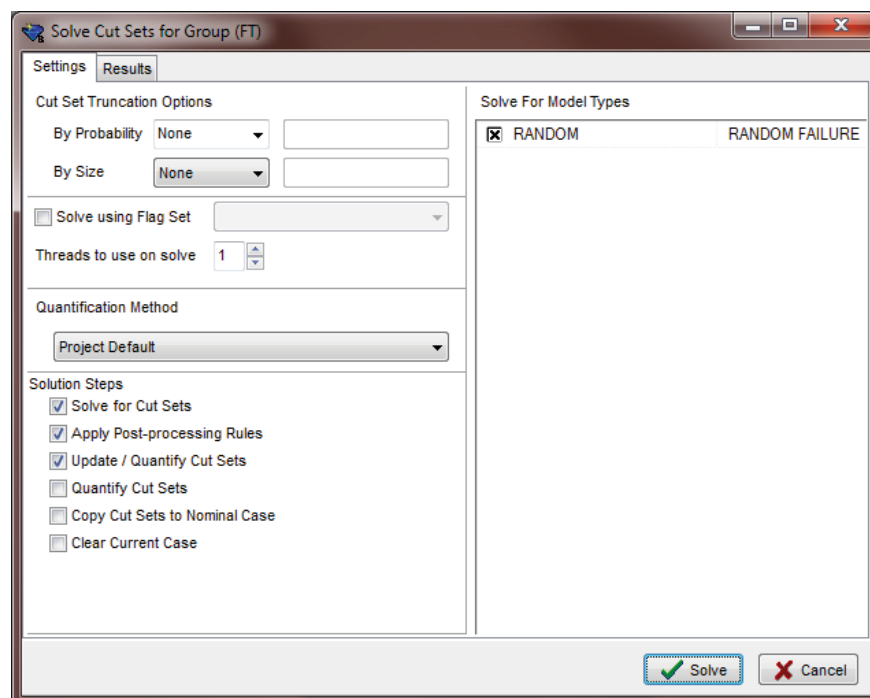 Solve Cut Sets for Group (FT)
Settings
Results
Cut Set Truncation Options
By Probability None
By Size None
Solve using Flag Set
Threads to use on solve 1
Quantification Method
Project Default
Solution Steps
Solve for Cut Sets
Apply Post-processing Rules
Update / Quantify Cut Sets
Quantify Cut Sets
Copy Cut Sets to Nominal Case
Clear Current Case
Solve For Model Types
RANDOM RANDOM FAILURE
Solve
Cancel